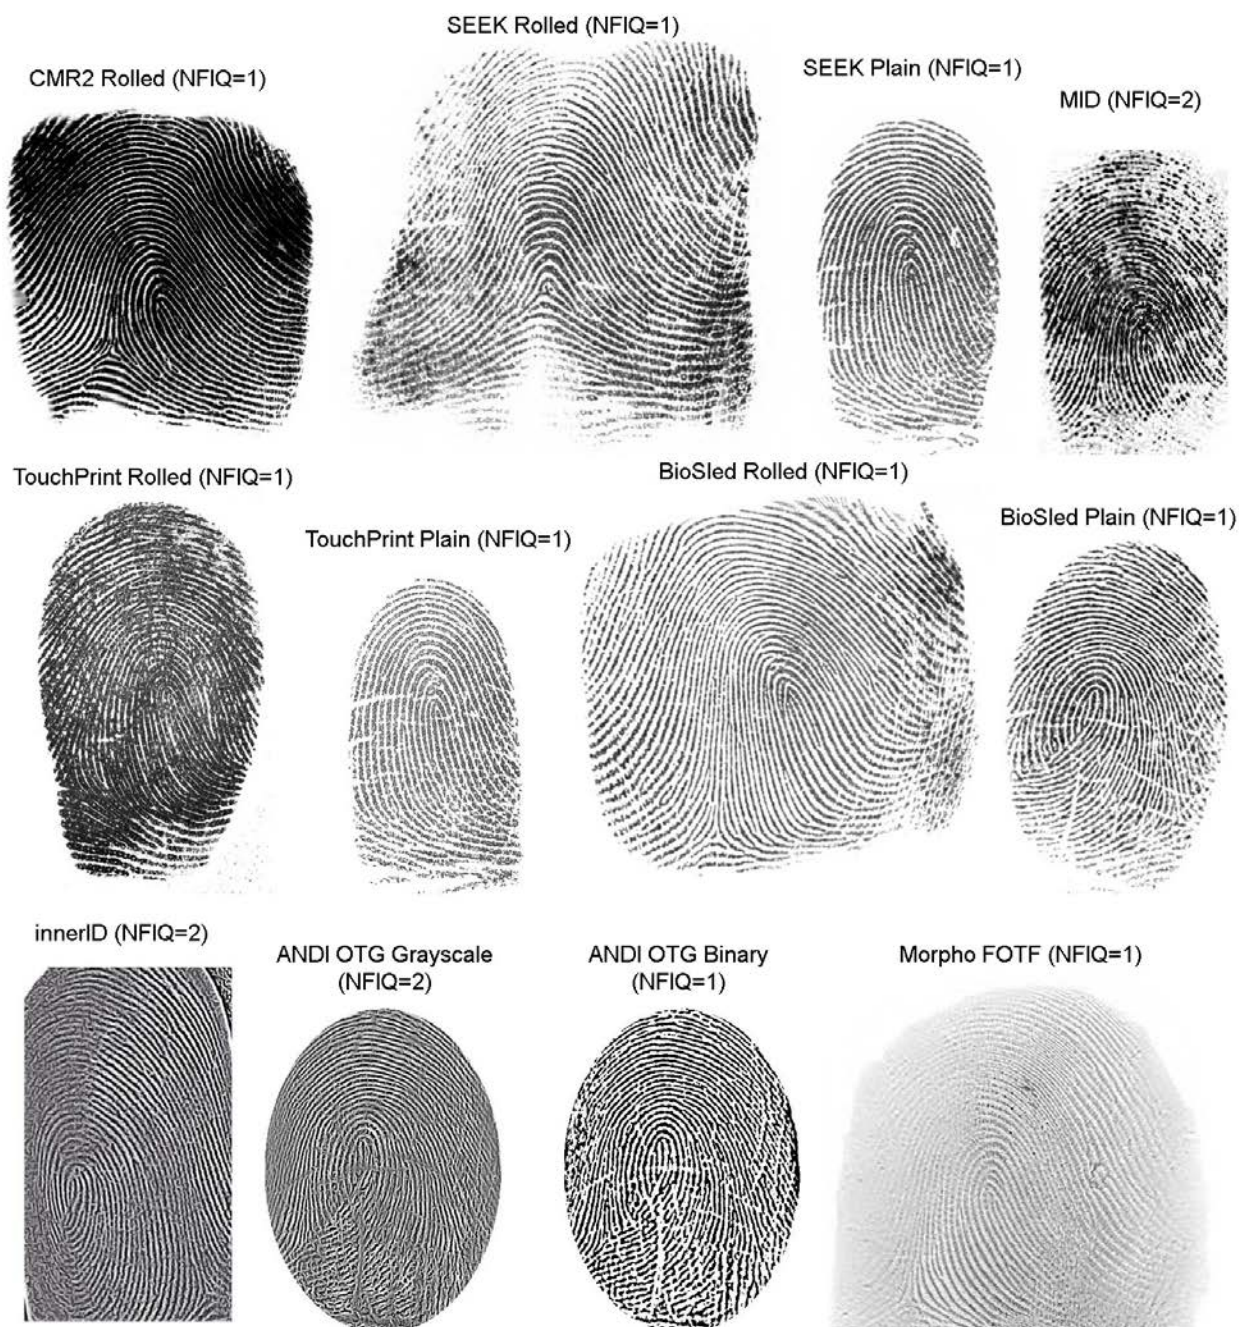 SEEK Rolled (NFIQ=1)
CMR2 Rolled (NFIQ=1)
SEEK Plain (NFIQ=1)
MID (NFIQ=2)
TouchPrint Rolled (NFIQ=1)
TouchPrint Plain (NFIQ=1)
BioSled Rolled (NFIQ=1)
BioSled Plain (NFIQ=1)
innerID (NFIQ=2)
ANDI OTG Grayscale
(NFIQ=2)
ANDI OTG Binary
(NFIQ=1)
Morpho FOTF (NFIQ=1)